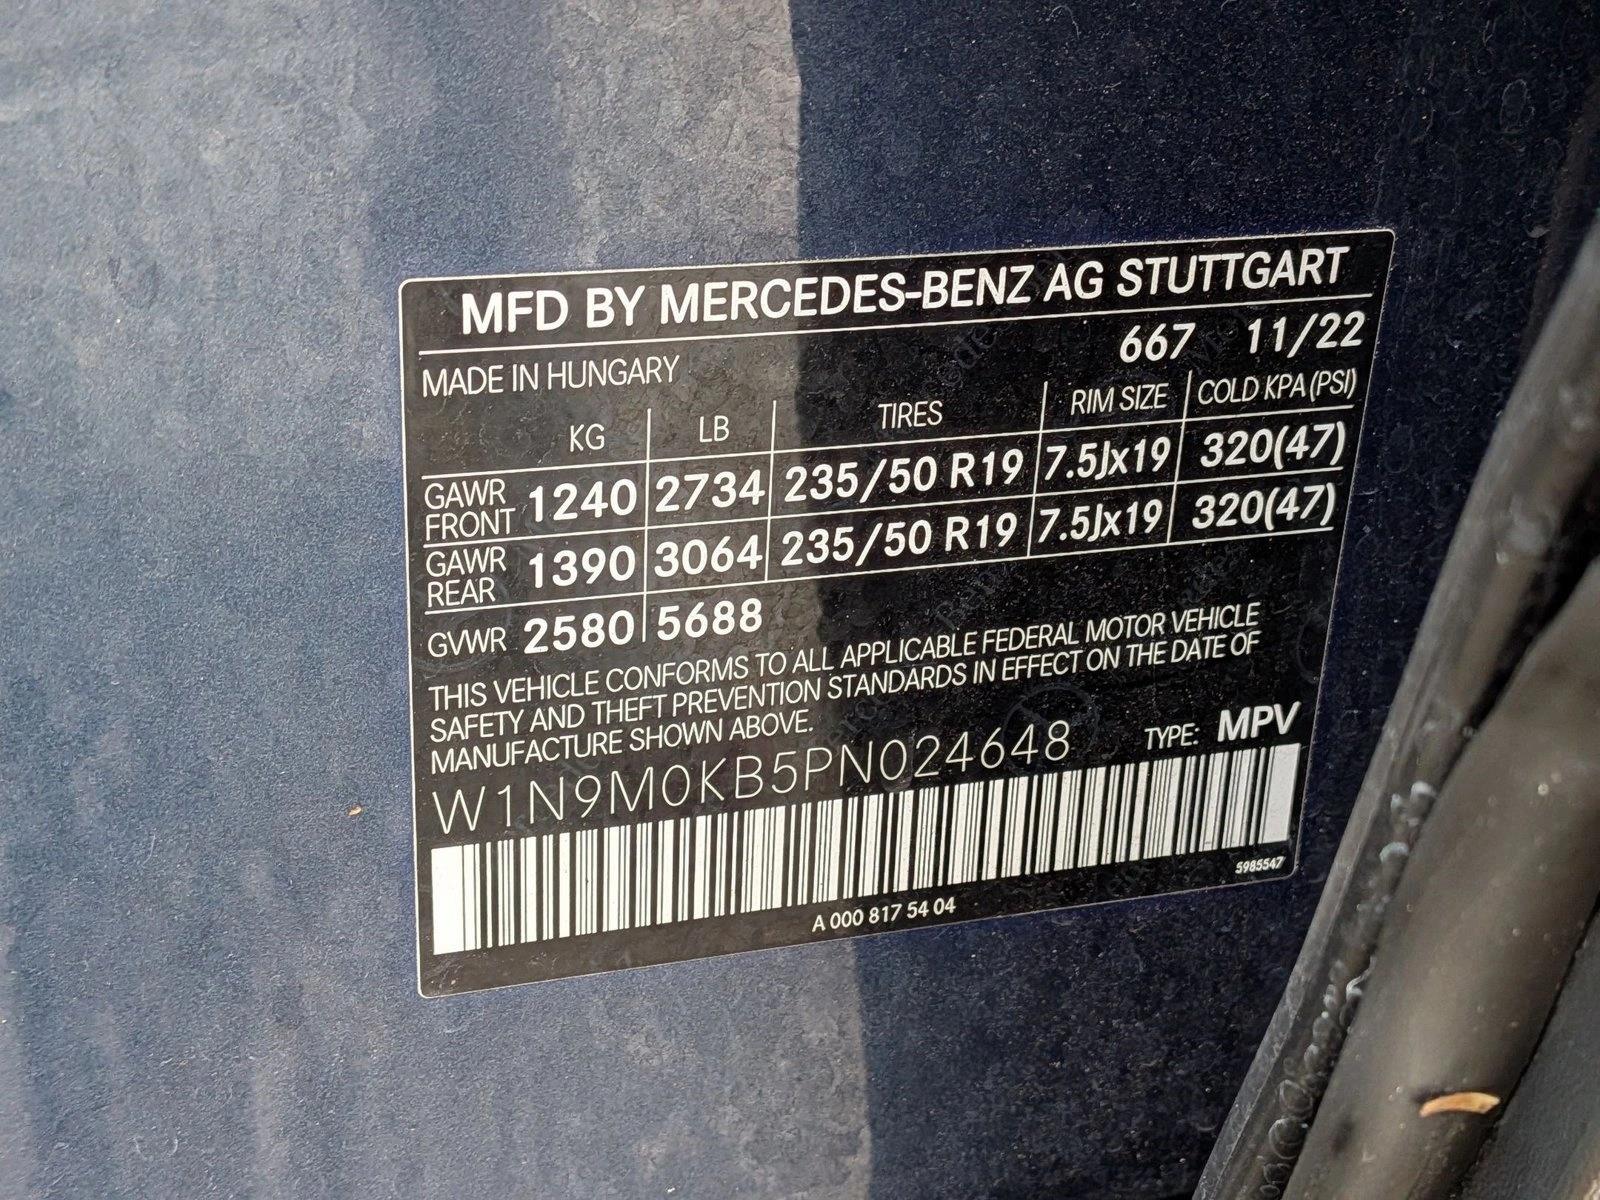 MFD BY MERCEDES-BENZ AG STUTTGART
667 11/22
MADE IN HUNGARY
KG LB TIRES RIM SIZE COLD KPA (PSI)
GAWR FRONT 1240 2734 235/50 R19 7.5Jx19 320(47)
GAWR REAR 1390 3064 235/50 R19 7.5Jx19 320(47)
GVWR 2580 5688
THIS VEHICLE CONFORMS TO ALL APPLICABLE FEDERAL MOTOR VEHICLE
SAFETY AND THEFT PREVENTION STANDARDS IN EFFECT ON THE DATE OF
MANUFACTURE SHOWN ABOVE.
W1N9M0KB5PN024648 TYPE: MPV
5985547
A 000 817 54 04